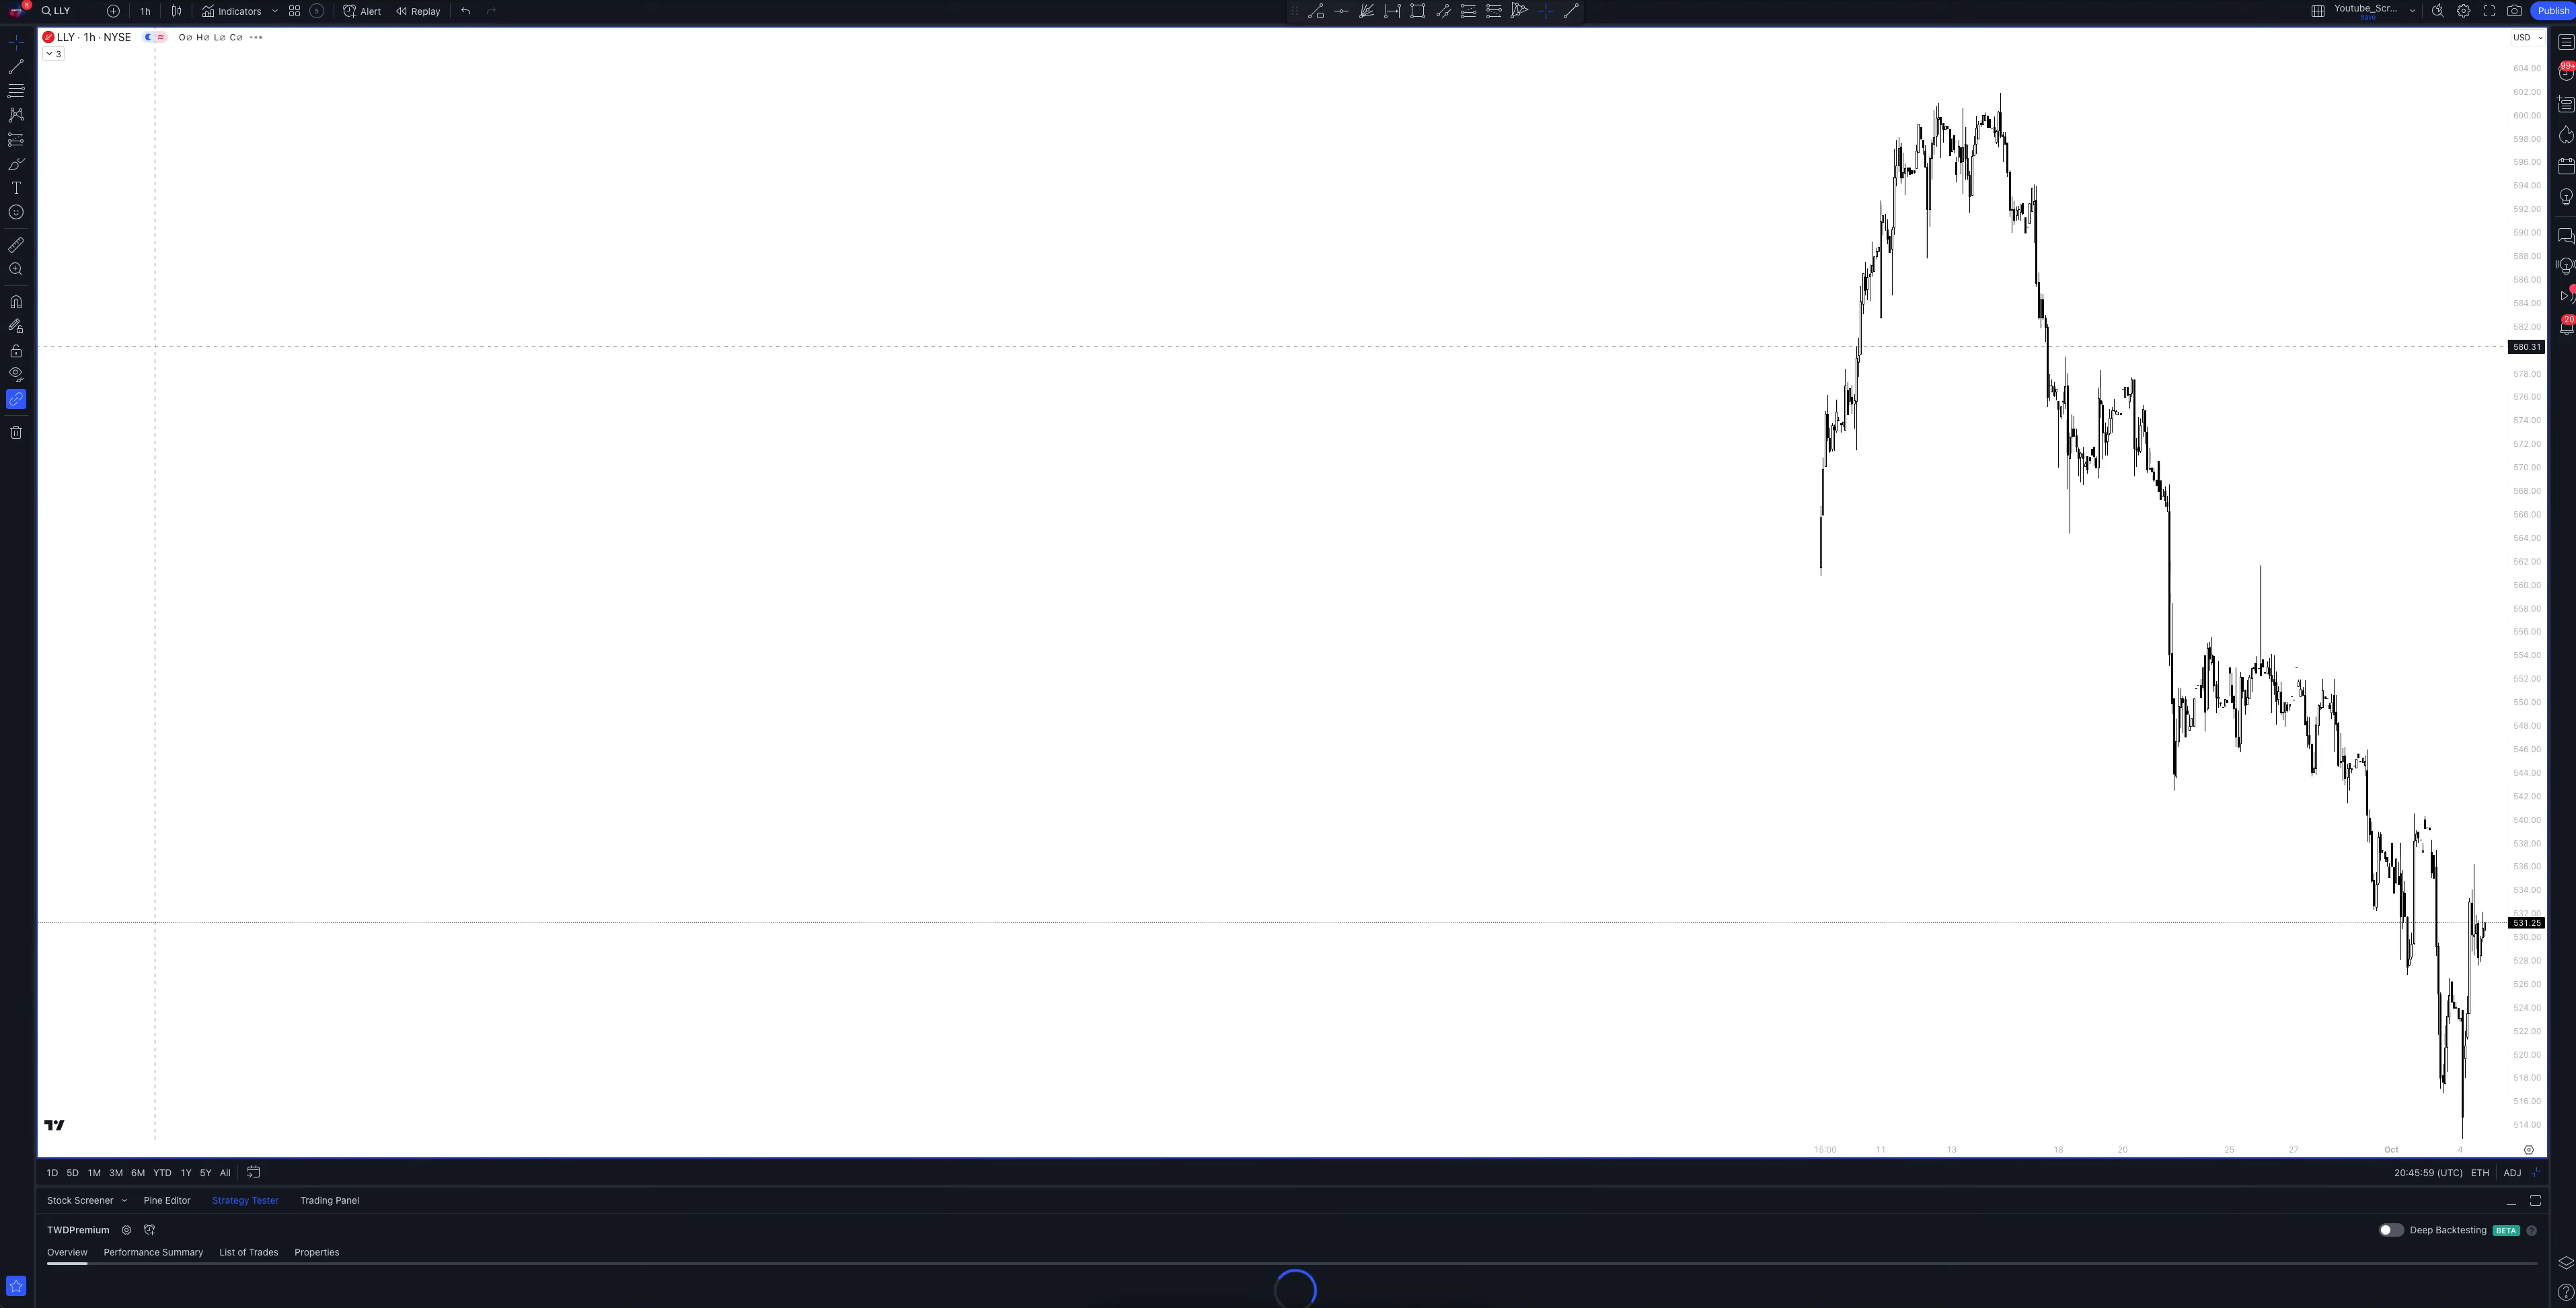 6
LLY
1h
Indicators
5
Alert
Replay
Youtube_Scr...
Save
Publish
LLY · 1h · NYSE
O∅ H∅ L∅ C∅
3
USD
604.00
602.00
600.00
598.00
596.00
594.00
592.00
590.00
588.00
586.00
584.00
582.00
580.31
578.00
576.00
574.00
572.00
570.00
568.00
566.00
564.00
562.00
560.00
558.00
556.00
554.00
552.00
550.00
548.00
546.00
544.00
542.00
540.00
538.00
536.00
534.00
531.25
530.00
528.00
526.00
524.00
522.00
520.00
518.00
516.00
514.00
99+
20
15:00 11 13 18 20 25 27 Oct 4
1D 5D 1M 3M 6M YTD 1Y 5Y All
20:45:59 (UTC) ETH ADJ
Stock Screener Pine Editor Strategy Tester Trading Panel
TWDPremium
Deep Backtesting BETA
Overview Performance Summary List of Trades Properties